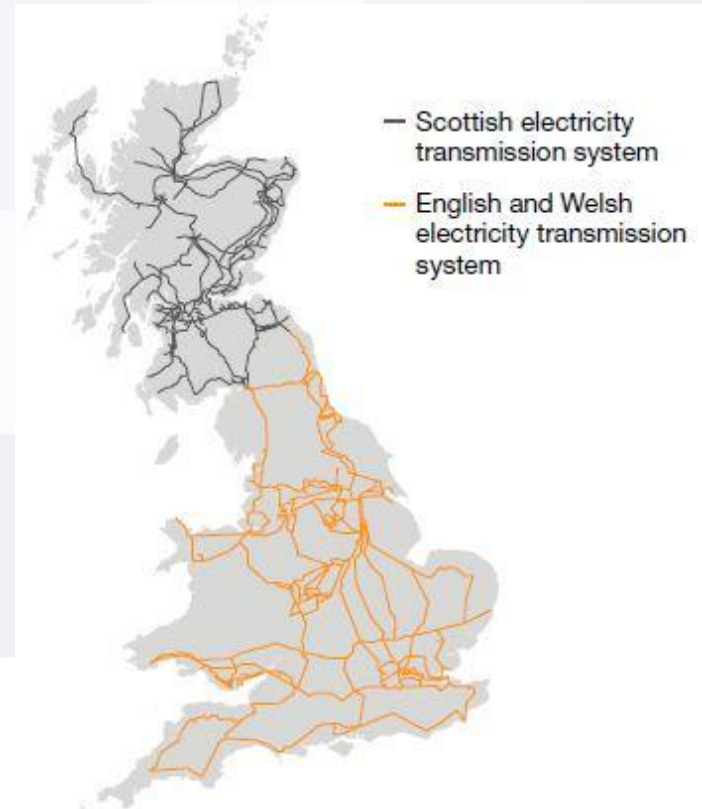 Scottish electricity
transmission system
English and Welsh
electricity transmission
system